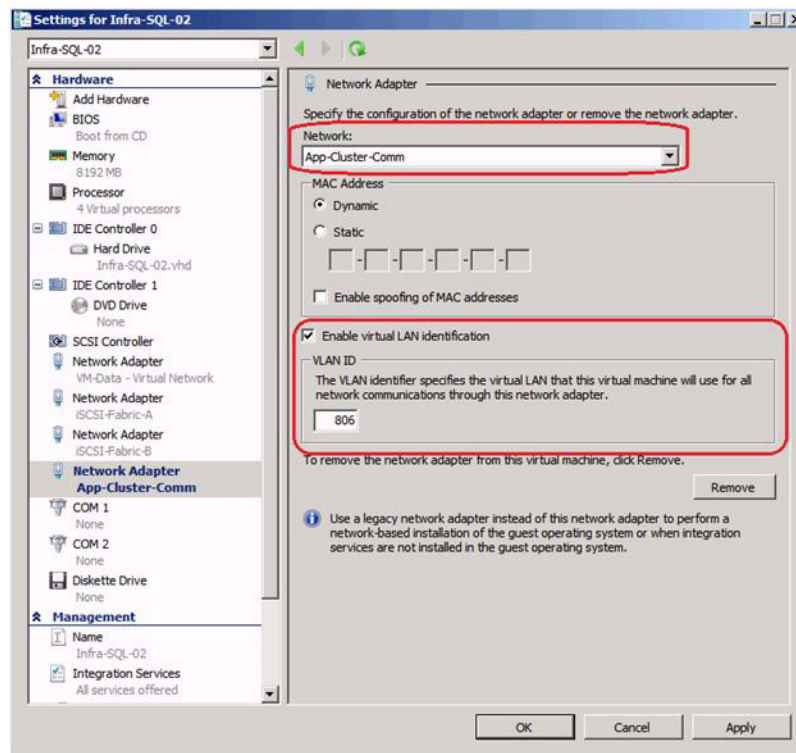 Settings for Infra-SQL-02
Infra-SQL-02
Hardware
Add Hardware
BIOS
Boot from CD
Memory
8192 MB
Processor
4 Virtual processors
IDE Controller 0
Hard Drive
Infra-SQL-02.vhd
IDE Controller 1
DVD Drive
None
SCSI Controller
Network Adapter
VM-Data - Virtual Network
Network Adapter
iSCSI-Fabric-A
Network Adapter
iSCSI-Fabric-B
Network Adapter
App-Cluster-Comm
COM 1
None
COM 2
None
Diskette Drive
None
Management
Name
Infra-SQL-02
Integration Services
All services offered
Network Adapter
Specify the configuration of the network adapter or remove the network adapter.
Network:
App-Cluster-Comm
MAC Address
Dynamic
Static
- - - - -
Enable spoofing of MAC addresses
Enable virtual LAN identification
VLAN ID
The VLAN identifier specifies the virtual LAN that this virtual machine will use for all
network communications through this network adapter.
806
To remove the network adapter from this virtual machine, click Remove.
Remove
Use a legacy network adapter instead of this network adapter to perform a
network-based installation of the guest operating system or when integration
services are not installed in the guest operating system.
OK
Cancel
Apply